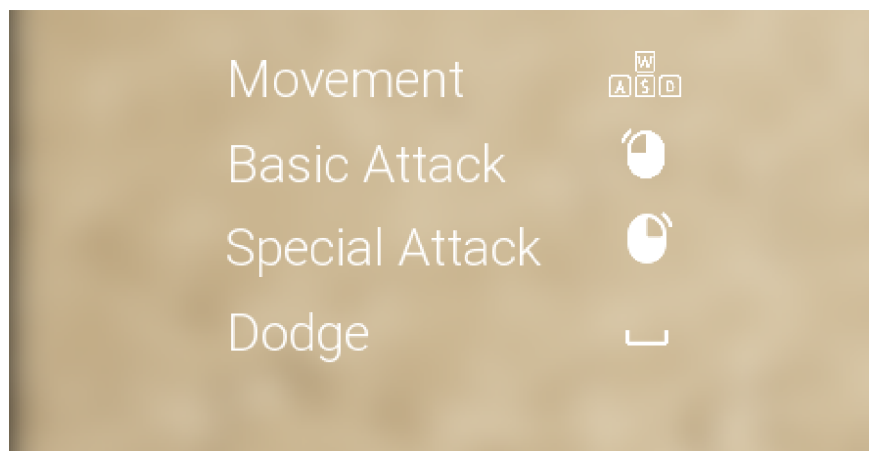 Movement W
A S D
Basic Attack
Special Attack
Dodge